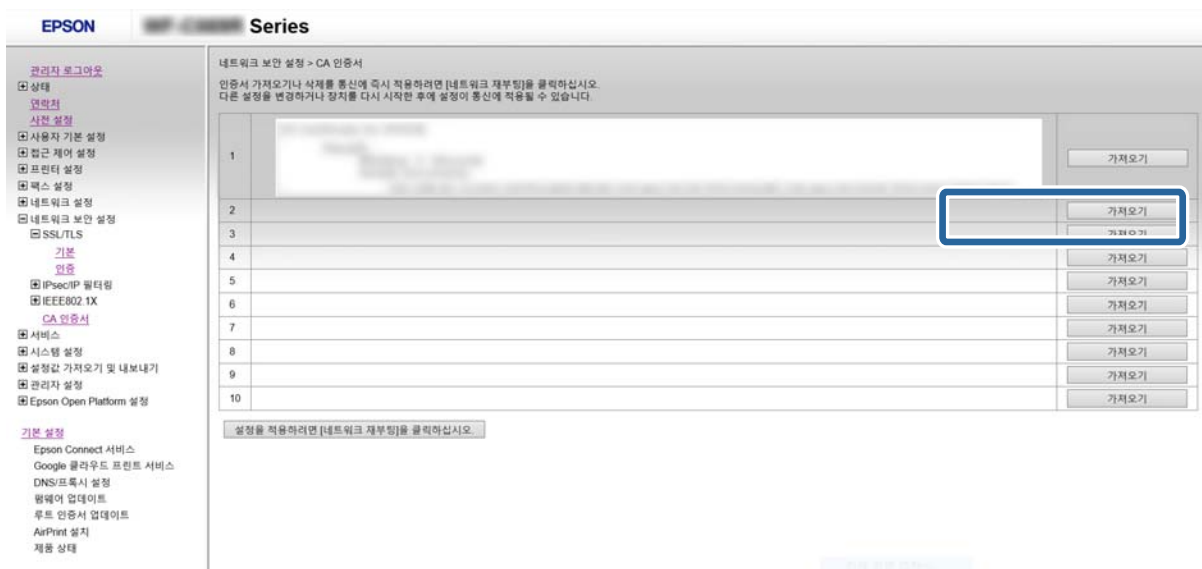 EPSON
Series
관리자 로그아웃
상태
연락처
사전 설정
사용자 기본 설정
접근 제어 설정
프린터 설정
팩스 설정
네트워크 설정
네트워크 보안 설정
SSL/TLS
기본
인증
IPsec/IP 필터링
IEEE802.1X
CA 인증서
서비스
시스템 설정
설정값 가져오기 및 내보내기
관리자 설정
Epson Open Platform 설정
기본 설정
Epson Connect 서비스
Google 클라우드 프린트 서비스
DNS/프록시 설정
펌웨어 업데이트
루트 인증서 업데이트
AirPrint 설치
제품 상태
네트워크 보안 설정 > CA 인증서
인증서 가져오기나 삭제를 통신에 즉시 적용하려면 [네트워크 재부팅]을 클릭하십시오.
다른 설정을 변경하거나 장치를 다시 시작한 후에 설정이 통신에 적용될 수 있습니다.
1 가져오기
2 가져오기
3 가져오기
4 가져오기
5 가져오기
6 가져오기
7 가져오기
8 가져오기
9 가져오기
10 가져오기
설정을 적용하려면 [네트워크 재부팅]을 클릭하십시오.